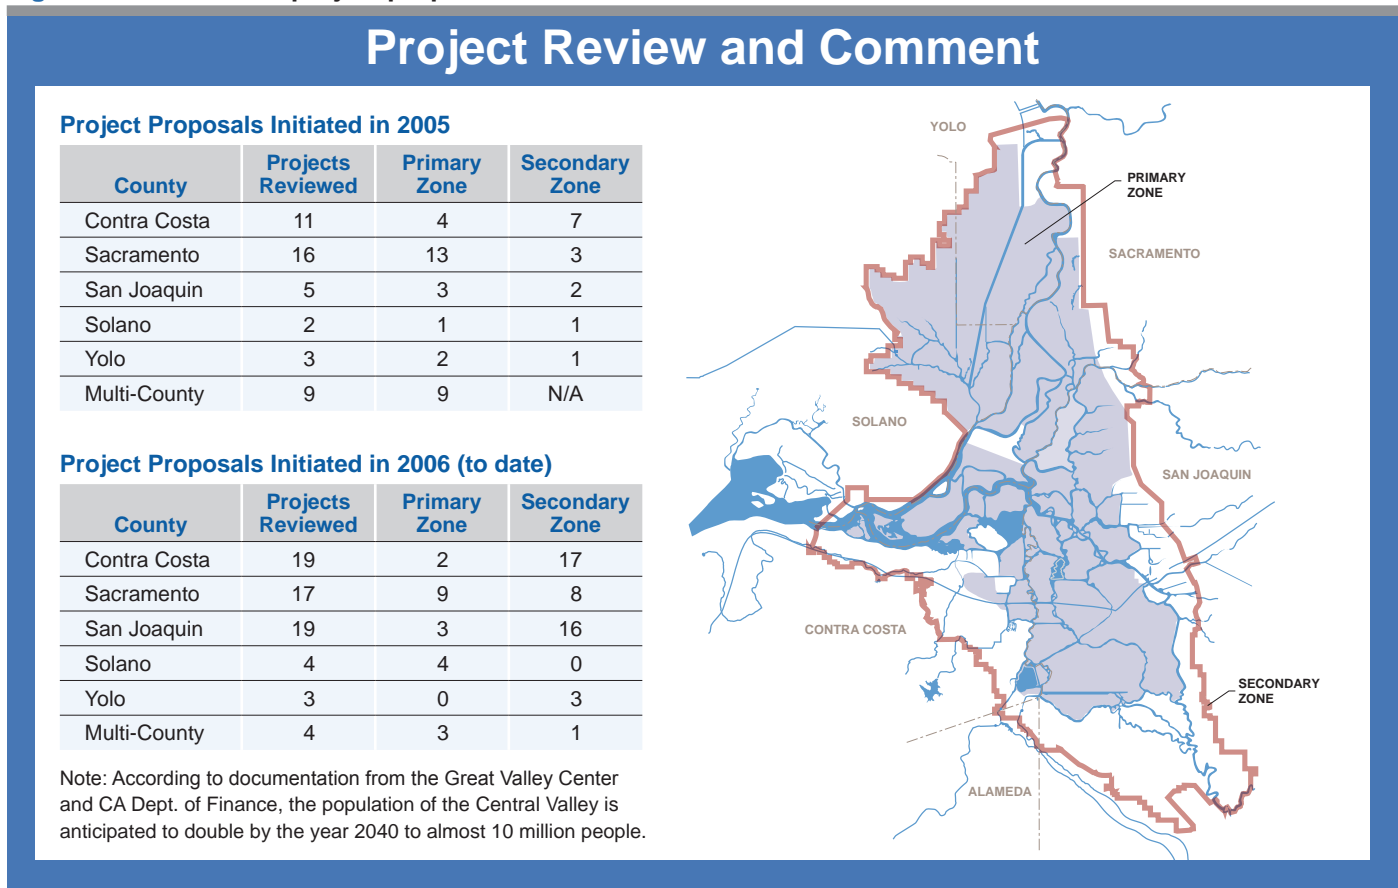 Project Review and Comment
Project Proposals Initiated in 2005
County Projects Reviewed Primary Zone Secondary Zone
Contra Costa 11 4 7
Sacramento 16 13 3
San Joaquin 5 3 2
Solano 2 1 1
Yolo 3 2 1
Multi-County 9 9 N/A
Project Proposals Initiated in 2006 (to date)
County Projects Reviewed Primary Zone Secondary Zone
Contra Costa 19 2 17
Sacramento 17 9 8
San Joaquin 19 3 16
Solano 4 4 0
Yolo 3 0 3
Multi-County 4 3 1
Note: According to documentation from the Great Valley Center
and CA Dept. of Finance, the population of the Central Valley is
anticipated to double by the year 2040 to almost 10 million people.
YOLO
PRIMARY
ZONE
SACRAMENTO
SOLANO
SAN JOAQUIN
CONTRA COSTA
SECONDARY
ZONE
ALAMEDA